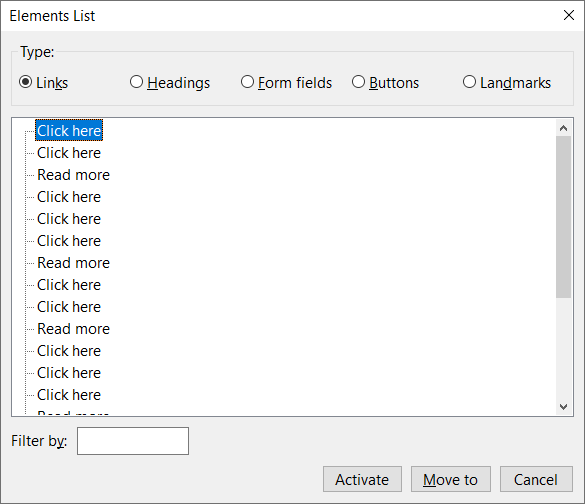 Elements List
Type:
Links Headings Form fields Buttons Landmarks
Click here
Click here
Read more
Click here
Click here
Click here
Read more
Click here
Click here
Read more
Click here
Click here
Click here
Read more
Filter by:
Activate Move to Cancel